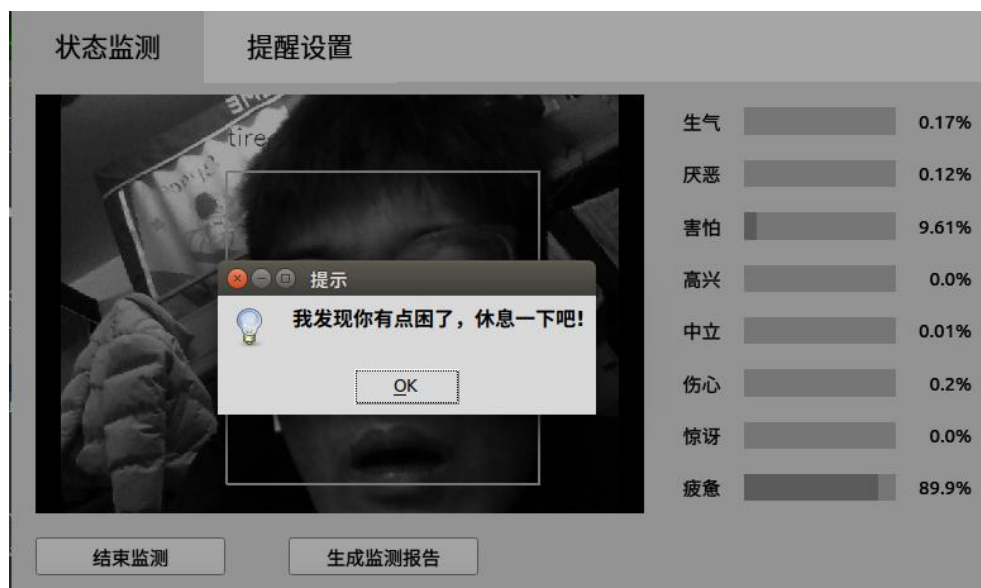 状态监测
提醒设置
tire
生气 0.17%
厌恶 0.12%
害怕 9.61%
高兴 0.0%
中立 0.01%
伤心 0.2%
惊讶 0.0%
疲惫 89.9%
提示
我发现你有点困了，休息一下吧!
OK
结束监测
生成监测报告